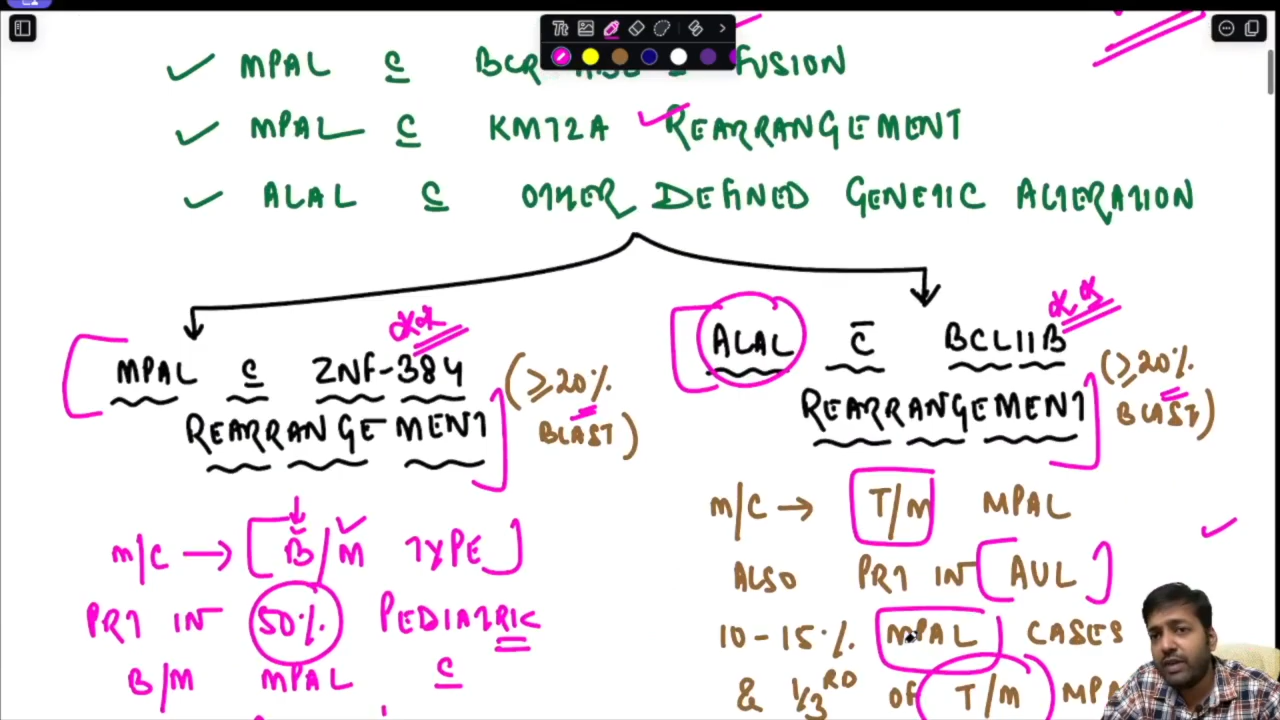 MPAL c̄ BCR FUSION
MPAL c̄ KM72A REARRANGEMENT
ALAL c̄ OTHER DEFINED GENETIC ALTERATION
MPAL c̄ ZNF-384 REARRANGEMENT
(≥20% BLAST)
m/c → B/M TYPE
PRT IN 50% PEDIATRIC
B/M MPAL c̄
ALAL c̄ BCL11B REARRANGEMENT
(≥20% BLAST)
m/c → T/M MPAL
ALSO PRT IN AUL
10-15% MPAL CASES
& 1/3RD OF T/M